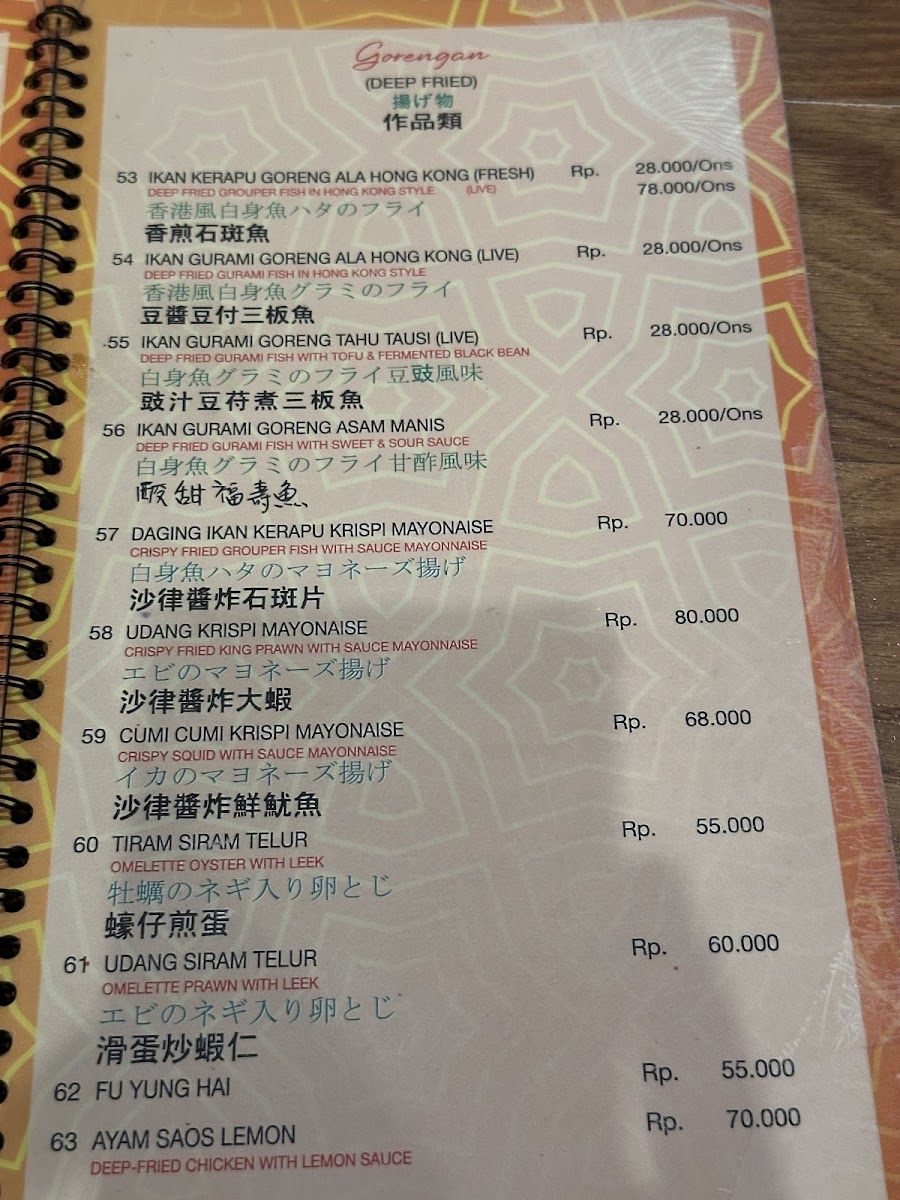 Gorengan
(DEEP FRIED)
揚げ物
作品類
53 IKAN KERAPU GORENG ALA HONG KONG (FRESH) Rp. 28.000/Ons
DEEP FRIED GROUPER FISH IN HONG KONG STYLE (LIVE) 78.000/Ons
香港風白身魚ハタのフライ
香煎石斑魚
54 IKAN GURAMI GORENG ALA HONG KONG (LIVE) Rp. 28.000/Ons
DEEP FRIED GURAMI FISH IN HONG KONG STYLE
香港風白身魚グラミのフライ
豆醬豆付三板魚
55 IKAN GURAMI GORENG TAHU TAUSI (LIVE) Rp. 28.000/Ons
DEEP FRIED GURAMI FISH WITH TOFU & FERMENTED BLACK BEAN
白身魚グラミのフライ豆豉風味
豉汁豆苻煮三板魚
56 IKAN GURAMI GORENG ASAM MANIS Rp. 28.000/Ons
DEEP FRIED GURAMI FISH WITH SWEET & SOUR SAUCE
白身魚グラミのフライ甘酢風味
酸甜福壽魚
57 DAGING IKAN KERAPU KRISPI MAYONAISE Rp. 70.000
CRISPY FRIED GROUPER FISH WITH SAUCE MAYONNAISE
白身魚ハタのマヨネーズ揚げ
沙律醬炸石斑片
58 UDANG KRISPI MAYONAISE Rp. 80.000
CRISPY FRIED KING PRAWN WITH SAUCE MAYONNAISE
エビのマヨネーズ揚げ
沙律醬炸大蝦
59 CUMI CUMI KRISPI MAYONAISE Rp. 68.000
CRISPY SQUID WITH SAUCE MAYONNAISE
イカのマヨネーズ揚げ
沙律醬炸鮮魷魚
60 TIRAM SIRAM TELUR Rp. 55.000
OMELETTE OYSTER WITH LEEK
牡蠣のネギ入り卵とじ
蠔仔煎蛋
61 UDANG SIRAM TELUR Rp. 60.000
OMELETTE PRAWN WITH LEEK
エビのネギ入り卵とじ
滑蛋炒蝦仁
62 FU YUNG HAI Rp. 55.000
63 AYAM SAOS LEMON Rp. 70.000
DEEP-FRIED CHICKEN WITH LEMON SAUCE